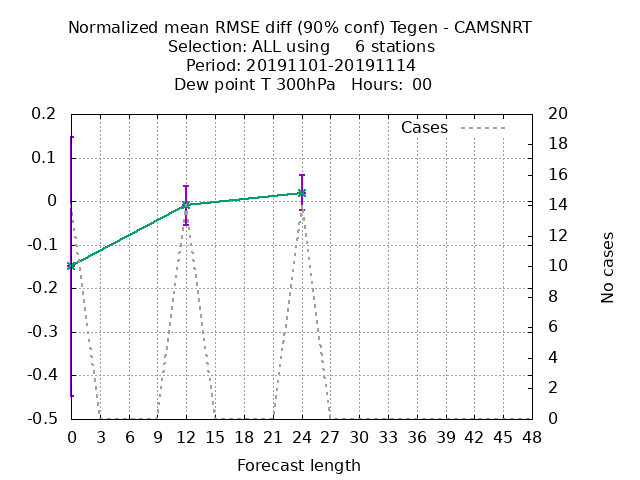 Normalized mean RMSE diff (90% conf) Tegen - CAMSNRT
Selection: ALL using     6 stations
Period: 20191101-20191114
Dew point T 300hPa   Hours:  00
Cases
0.2
0.1
0
-0.1
-0.2
-0.3
-0.4
-0.5
20
18
16
14
12
10
8
6
4
2
0
No cases
0 3 6 9 12 15 18 21 24 27 30 33 36 39 42 45 48
Forecast length